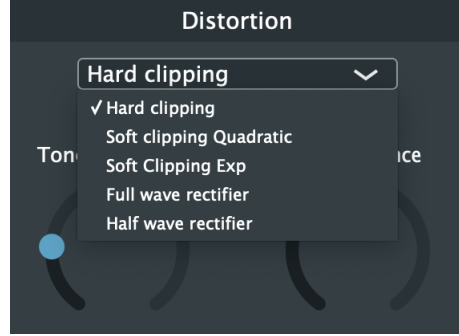 Distortion
Hard clipping
✓ Hard clipping
Soft clipping Quadratic
Soft Clipping Exp
Full wave rectifier
Half wave rectifier